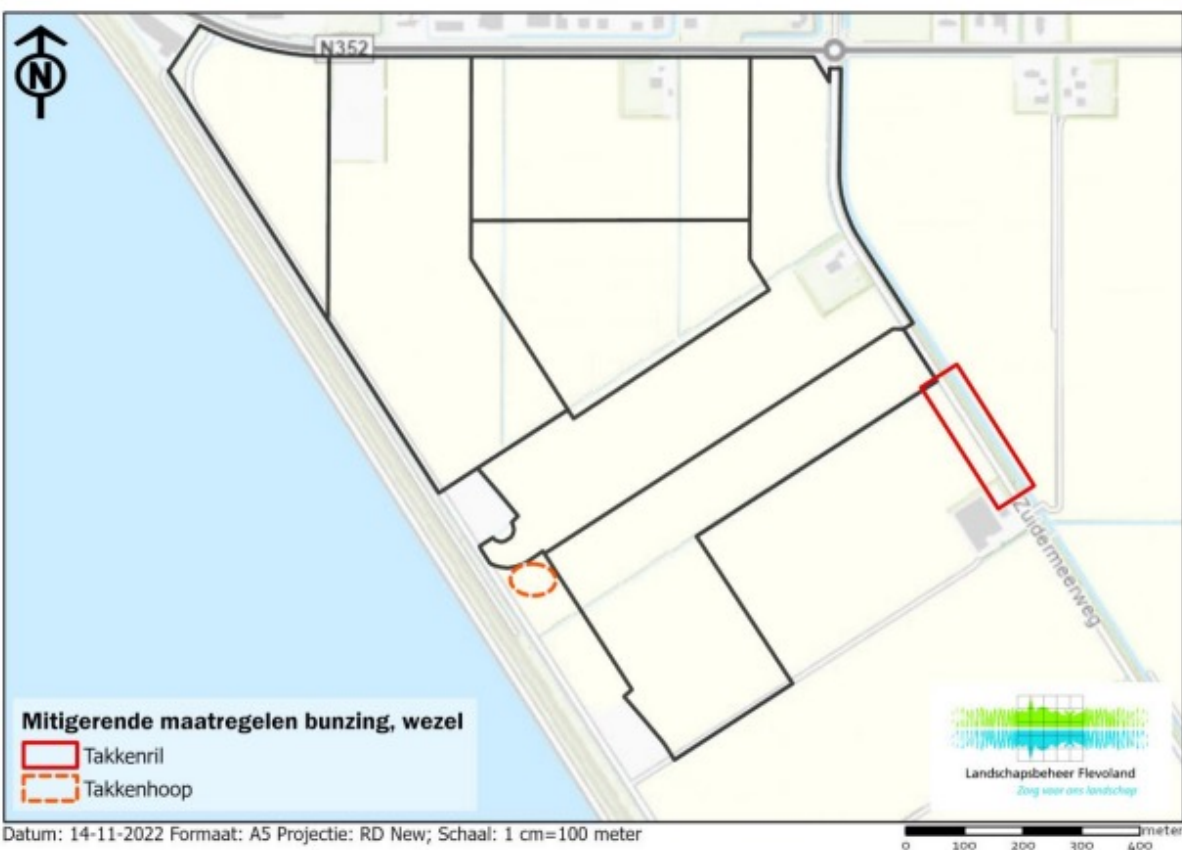 N
N352
Zuidermeerweg
Mitigerende maatregelen bunzing, wezel
Takkenril
Takkenhoop
Landschapsbeheer Flevoland
Zorg voor ons landschap
Datum: 14-11-2022 Formaat: A5 Projectie: RD New; Schaal: 1 cm=100 meter
meter
0 100 200 300 400